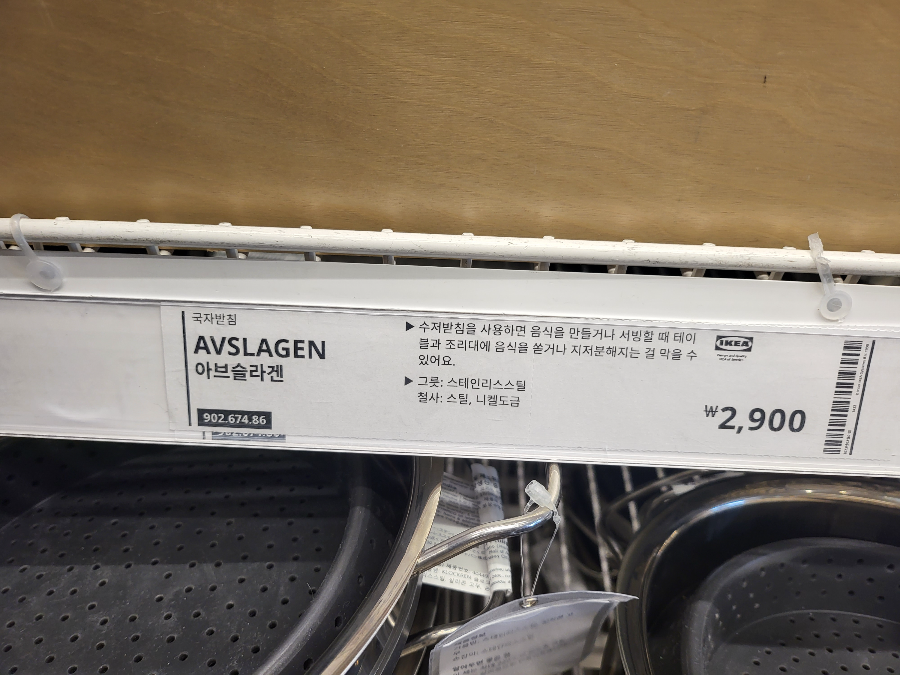 국자받침
AVSLAGEN
아브슬라겐
902.674.86
▶ 수저받침을 사용하면 음식을 만들거나 서빙할 때 테이
블과 조리대에 음식을 쏟거나 지저분해지는 걸 막을 수
있어요.
▶ 그릇: 스테인리스스틸
철사: 스틸, 니켈도금
IKEA
₩2,900